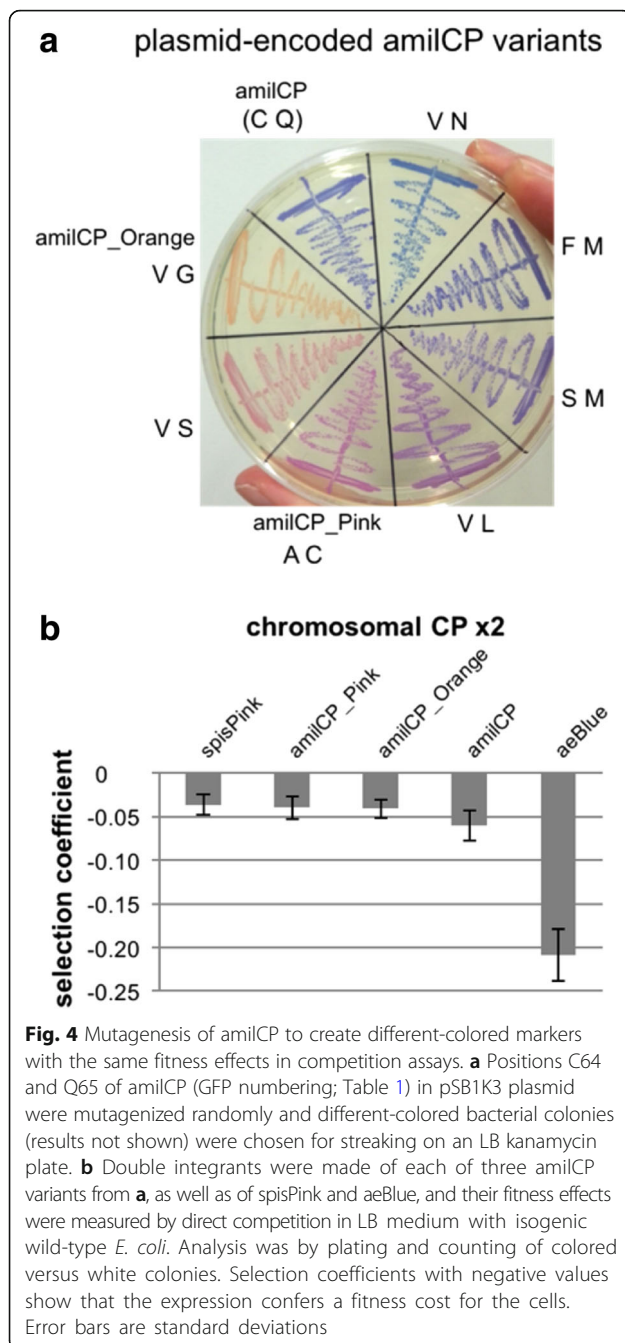 a plasmid-encoded amilCP variants
amilCP
(C Q)
V N
amilCP_Orange
V G
F M
V S
S M
amilCP_Pink
A C
V L
b chromosomal CP x2
spisPink
amilCP_Pink
amilCP_Orange
amilCP
aeBlue
selection coefficient
0
-0.05
-0.10
-0.15
-0.20
-0.25
Fig. 4 Mutagenesis of amilCP to create different-colored markers
with the same fitness effects in competition assays. a Positions C64
and Q65 of amilCP (GFP numbering; Table 1) in pSB1K3 plasmid
were mutagenized randomly and different-colored bacterial colonies
(results not shown) were chosen for streaking on an LB kanamycin
plate. b Double integrants were made of each of three amilCP
variants from a, as well as of spisPink and aeBlue, and their fitness effects
were measured by direct competition in LB medium with isogenic
wild-type E. coli. Analysis was by plating and counting of colored
versus white colonies. Selection coefficients with negative values
show that the expression confers a fitness cost for the cells.
Error bars are standard deviations